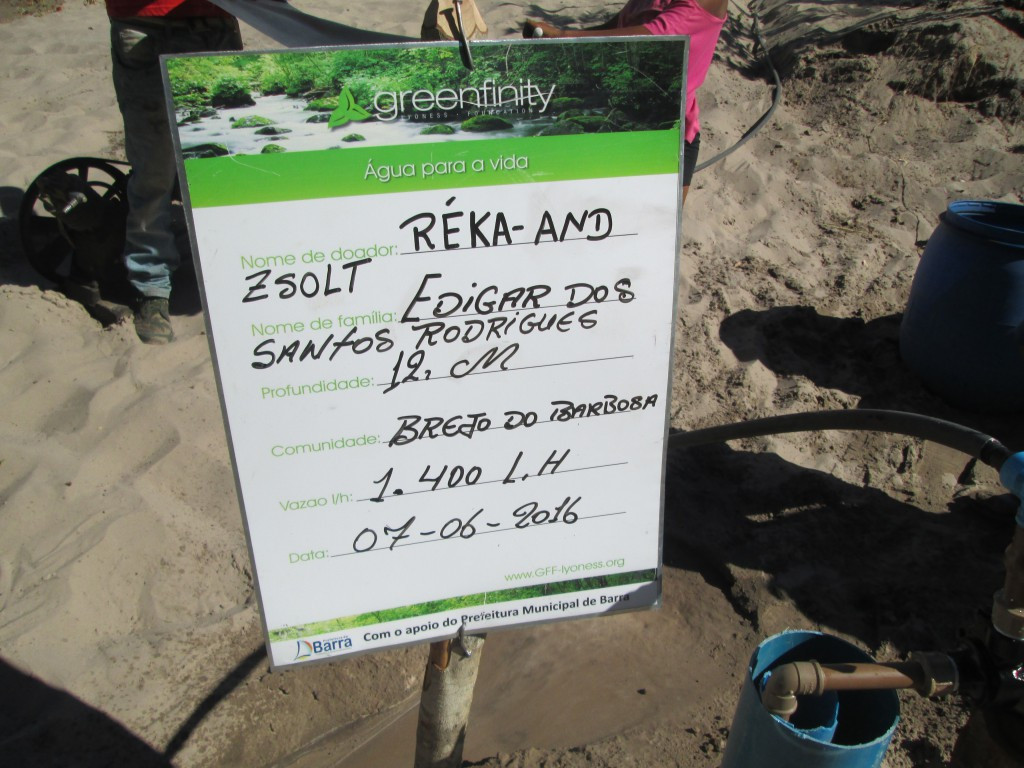 greenfinity
LYONESS · FOUNDATION
Água para a vida
Nome de doador: RÉKA-AND
ZSOLT
Nome de família: EDIGAR DOS
SANTOS RODRIGUES
Profundidade: 12. M
Comunidade: BREJO DO BARBOSA
Vazao l/h: 1.400 L.H
Data: 07-06-2016
www.GFF-lyoness.org
Barra Com o apoio do Prefeitura Municipal de Barra